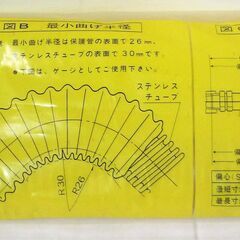 図B 最小曲げ半径
最小曲げ半径は保護管の表面で26mm、
ステンレスチューブの表面で30mmです。
図は、ゲージとしてご使用下さい。
ステンレス
チューブ
R30
R26
偏心(S